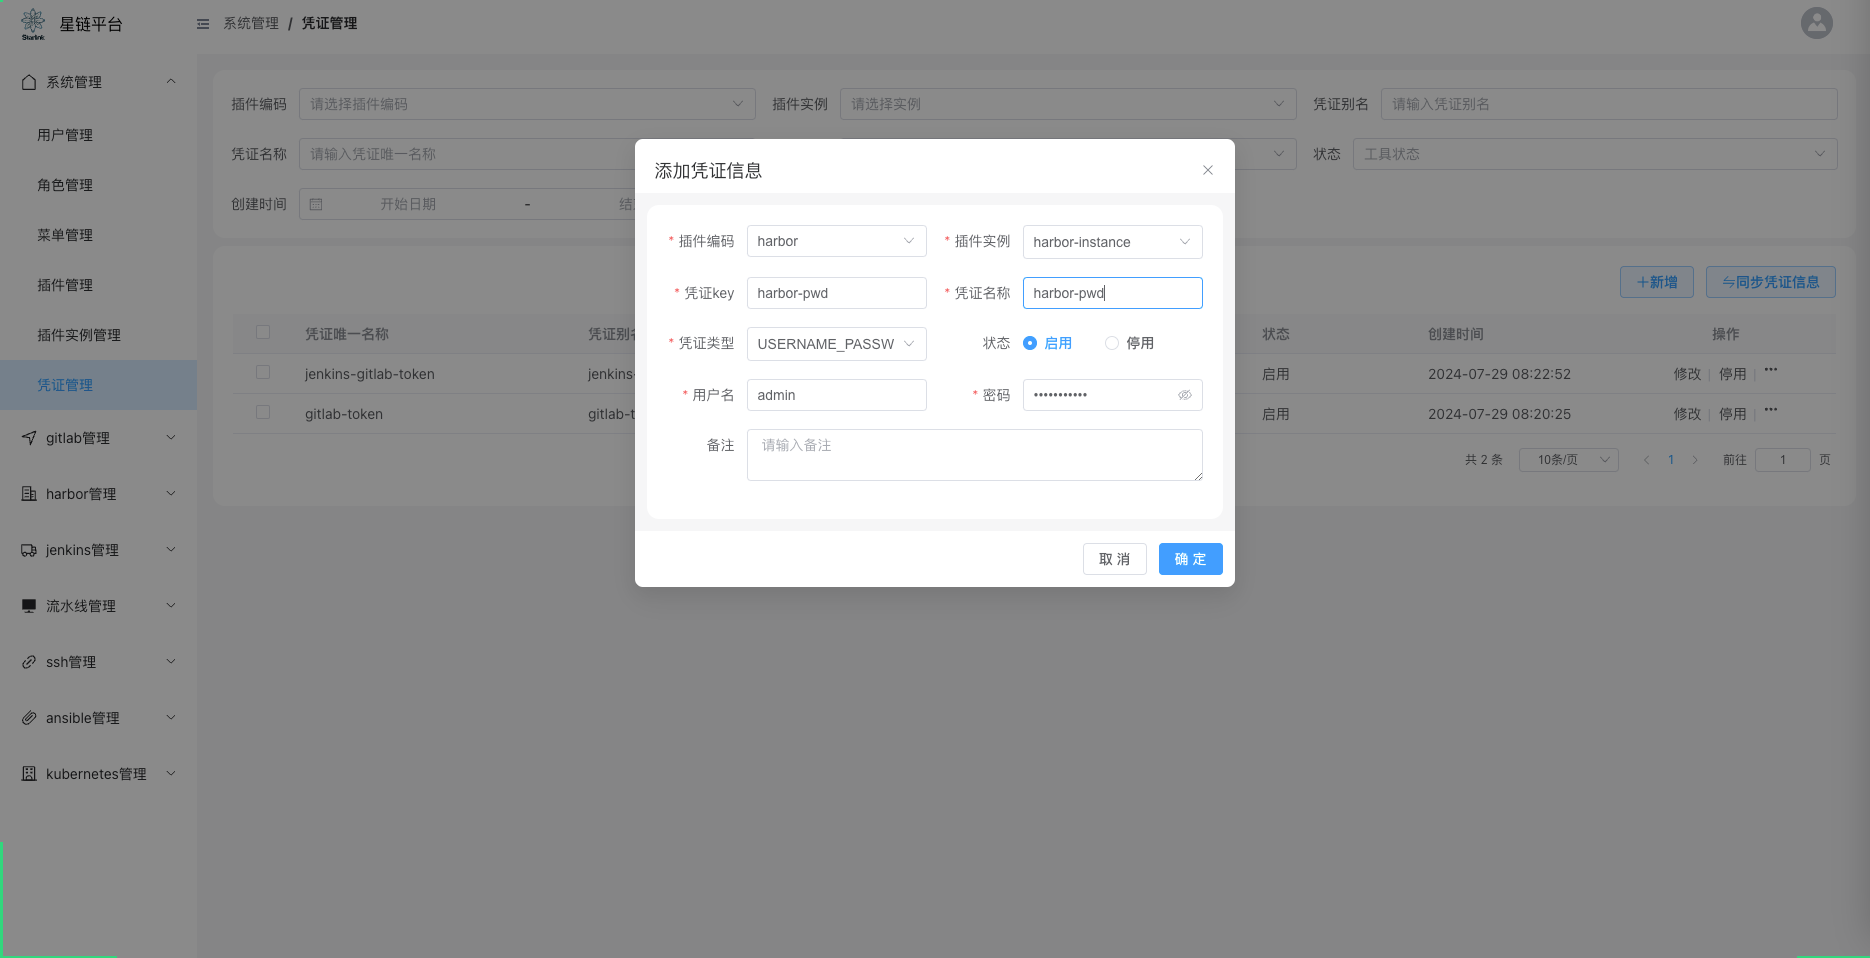 Starlink
星链平台
系统管理 / 凭证管理
系统管理
用户管理
角色管理
菜单管理
插件管理
插件实例管理
凭证管理
gitlab管理
harbor管理
jenkins管理
流水线管理
ssh管理
ansible管理
kubernetes管理
插件编码 请选择插件编码 插件实例 请选择实例 凭证别名 请输入凭证别名
凭证名称 请输入凭证唯一名称 状态 工具状态
创建时间 开始日期 -
+新增 同步凭证信息
凭证唯一名称 凭证别 状态 创建时间 操作
jenkins-gitlab-token jenkins- 启用 2024-07-29 08:22:52 修改 停用 •••
gitlab-token gitlab-t 启用 2024-07-29 08:20:25 修改 停用 •••
共 2 条 10条/页 < 1 > 前往 1 页
添加凭证信息
* 插件编码 harbor * 插件实例 harbor-instance
* 凭证key harbor-pwd * 凭证名称 harbor-pwd
* 凭证类型 USERNAME_PASSW 状态 启用 停用
* 用户名 admin * 密码 •••••••••••
备注 请输入备注
取 消 确 定